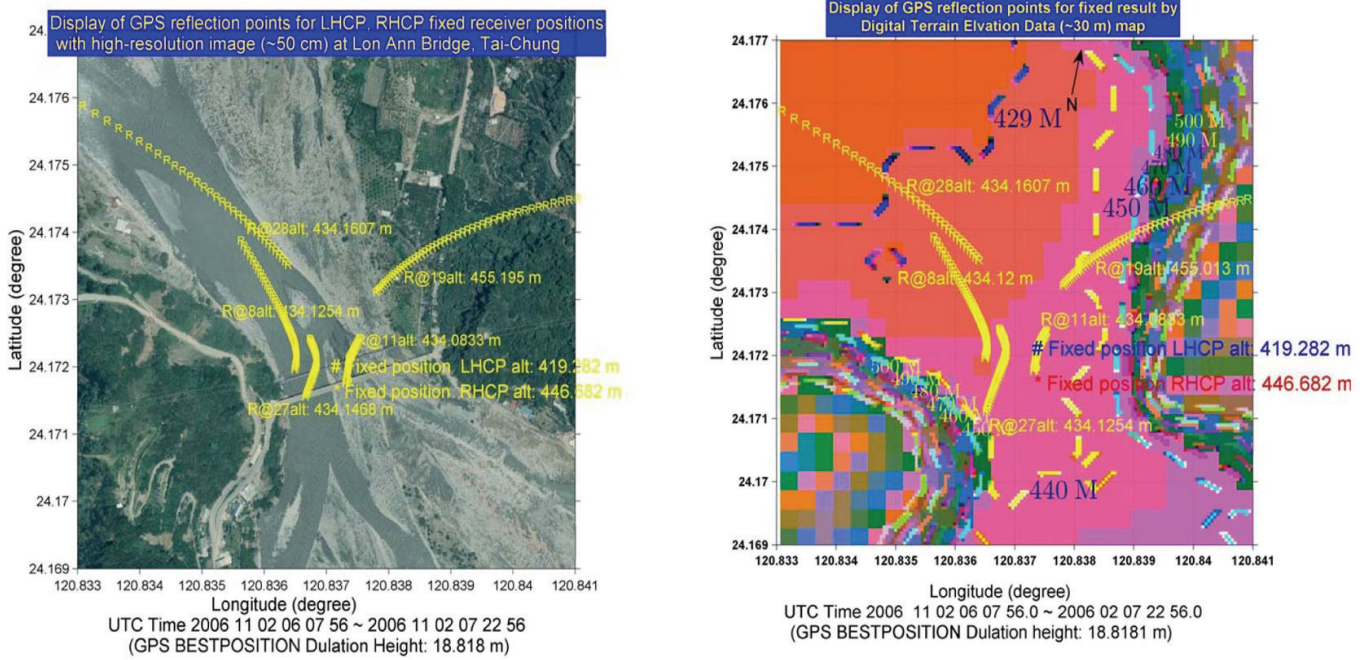 Display of GPS reflection points for LHCP, RHCP fixed receiver positions
with high-resolution image (~50 cm) at Lon Ann Bridge, Tai-Chung
24.
24.176
24.175
24.174
24.173
24.172
24.171
24.17
24.169
Latitude (degree)
R@28alt: 434.1607 m
R@19alt: 455.195 m
R@8alt: 434.1254 m
R@11alt: 434.0833 m
# Fixed position LHCP alt: 419.282 m
* Fixed position RHCP alt: 446.682 m
R@27alt: 434.1468 m
120.833 120.834 120.835 120.836 120.837 120.838 120.839 120.84 120.841
Longitude (degree)
UTC Time 2006 11 02 06 07 56 ~ 2006 11 02 07 22 56
(GPS BESTPOSITION Dulation Height: 18.818 m)
Display of GPS reflection points for fixed result by
Digital Terrain Elvation Data (~30 m) map
24.177
24.176
24.175
24.174
24.173
24.172
24.171
24.17
24.169
Latitude (degree)
N
429 M
500 M
490 M
480 M
470 M
460 M
450 M
R@28alt: 434.1607 m
R@8alt: 434.12 m
R@19alt: 455.013 m
R@11alt: 434.0833 m
# Fixed position LHCP alt: 419.282 m
* Fixed position RHCP alt: 446.682 m
500 M
490 M
480 M
470 M
460 M
450 M
R@27alt: 434.1254 m
440 M
120.833 120.834 120.835 120.836 120.837 120.838 120.839 120.84 120.841
Longitude (degree)
UTC Time 2006 11 02 06 07 56.0 ~ 2006 02 07 22 56.0
(GPS BESTPOSITION Dulation height: 18.8181 m)